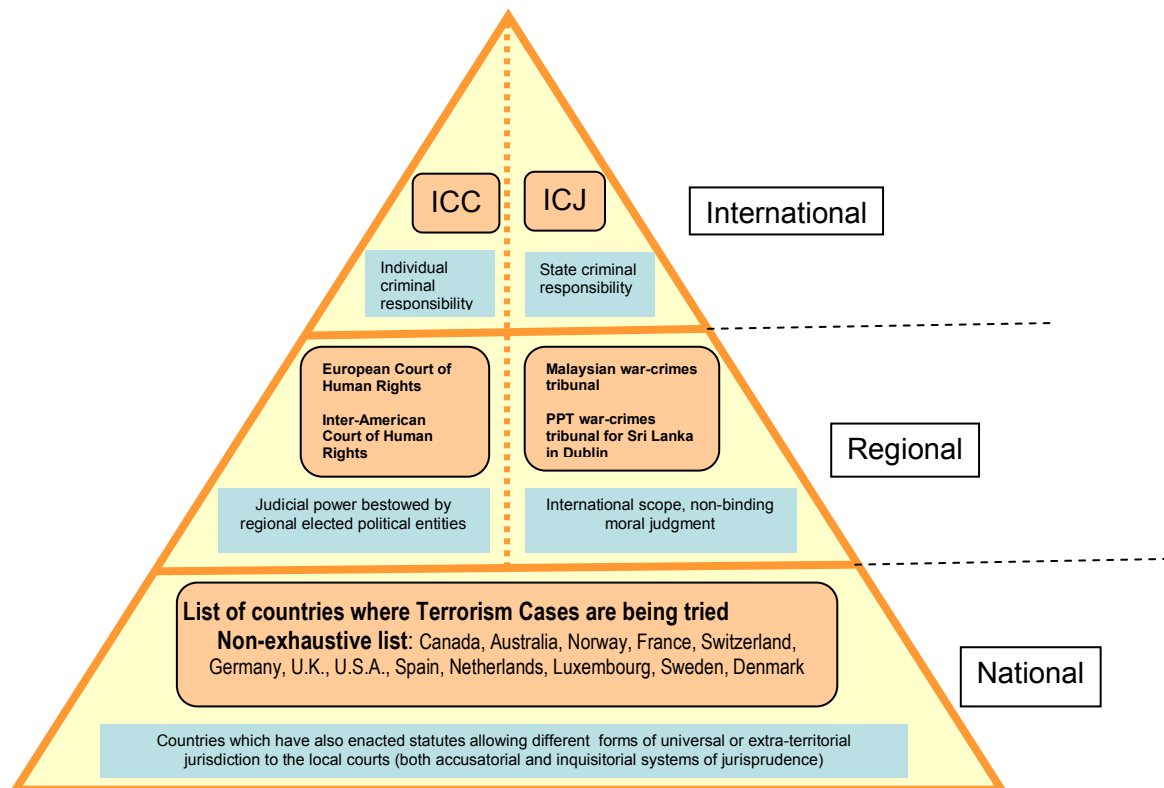 ICC
ICJ
International
Individual
criminal
responsibility
State criminal
responsibility
European Court of
Human Rights
Inter-American
Court of Human
Rights
Malaysian war-crimes
tribunal
PPT war-crimes
tribunal for Sri Lanka
in Dublin
Regional
Judicial power bestowed by
regional elected political entities
International scope, non-binding
moral judgment
List of countries where Terrorism Cases are being tried
Non-exhaustive list: Canada, Australia, Norway, France, Switzerland,
Germany, U.K., U.S.A., Spain, Netherlands, Luxembourg, Sweden, Denmark
National
Countries which have also enacted statutes allowing different forms of universal or extra-territorial
jurisdiction to the local courts (both accusatorial and inquisitorial systems of jurisprudence)